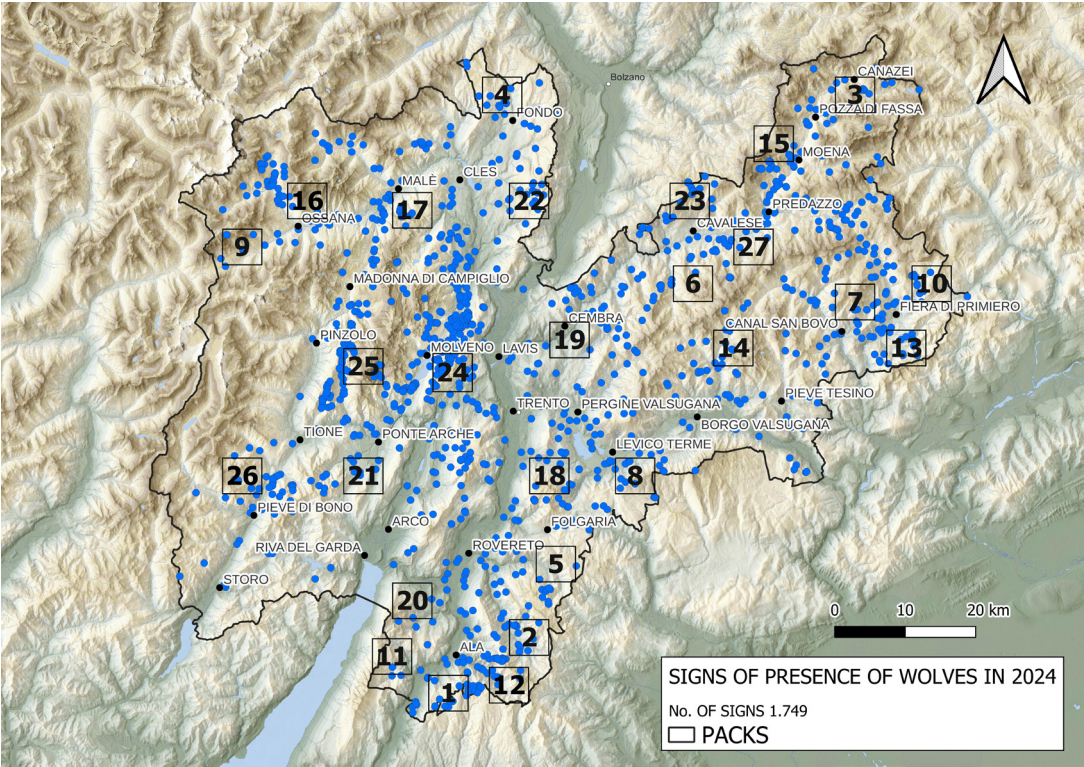 Bolzano
CANAZEI
3
4
FONDO
POZZA DI FASSA
15
MOENA
CLES
MALÈ
16
17
22
23
PREDAZZO
OSSANA
CAVALESE
9
27
MADONNA DI CAMPIGLIO
6
10
7
FIERA DI PRIMIERO
CEMBRA
CANAL SAN BOVO
PINZOLO
19
MOLVENO
LAVIS
14
13
25
24
PIEVE TESINO
TRENTO
PERGINE VALSUGANA
BORGO VALSUGANA
TIONE
PONTE ARCHE
LEVICO TERME
26
21
18
8
PIEVE DI BONO
ARCO
FOLGARIA
RIVA DEL GARDA
ROVERETO
5
STORO
20
0 10 20 km
2
ALA
11
12
1
SIGNS OF PRESENCE OF WOLVES IN 2024
No. OF SIGNS 1.749
PACKS